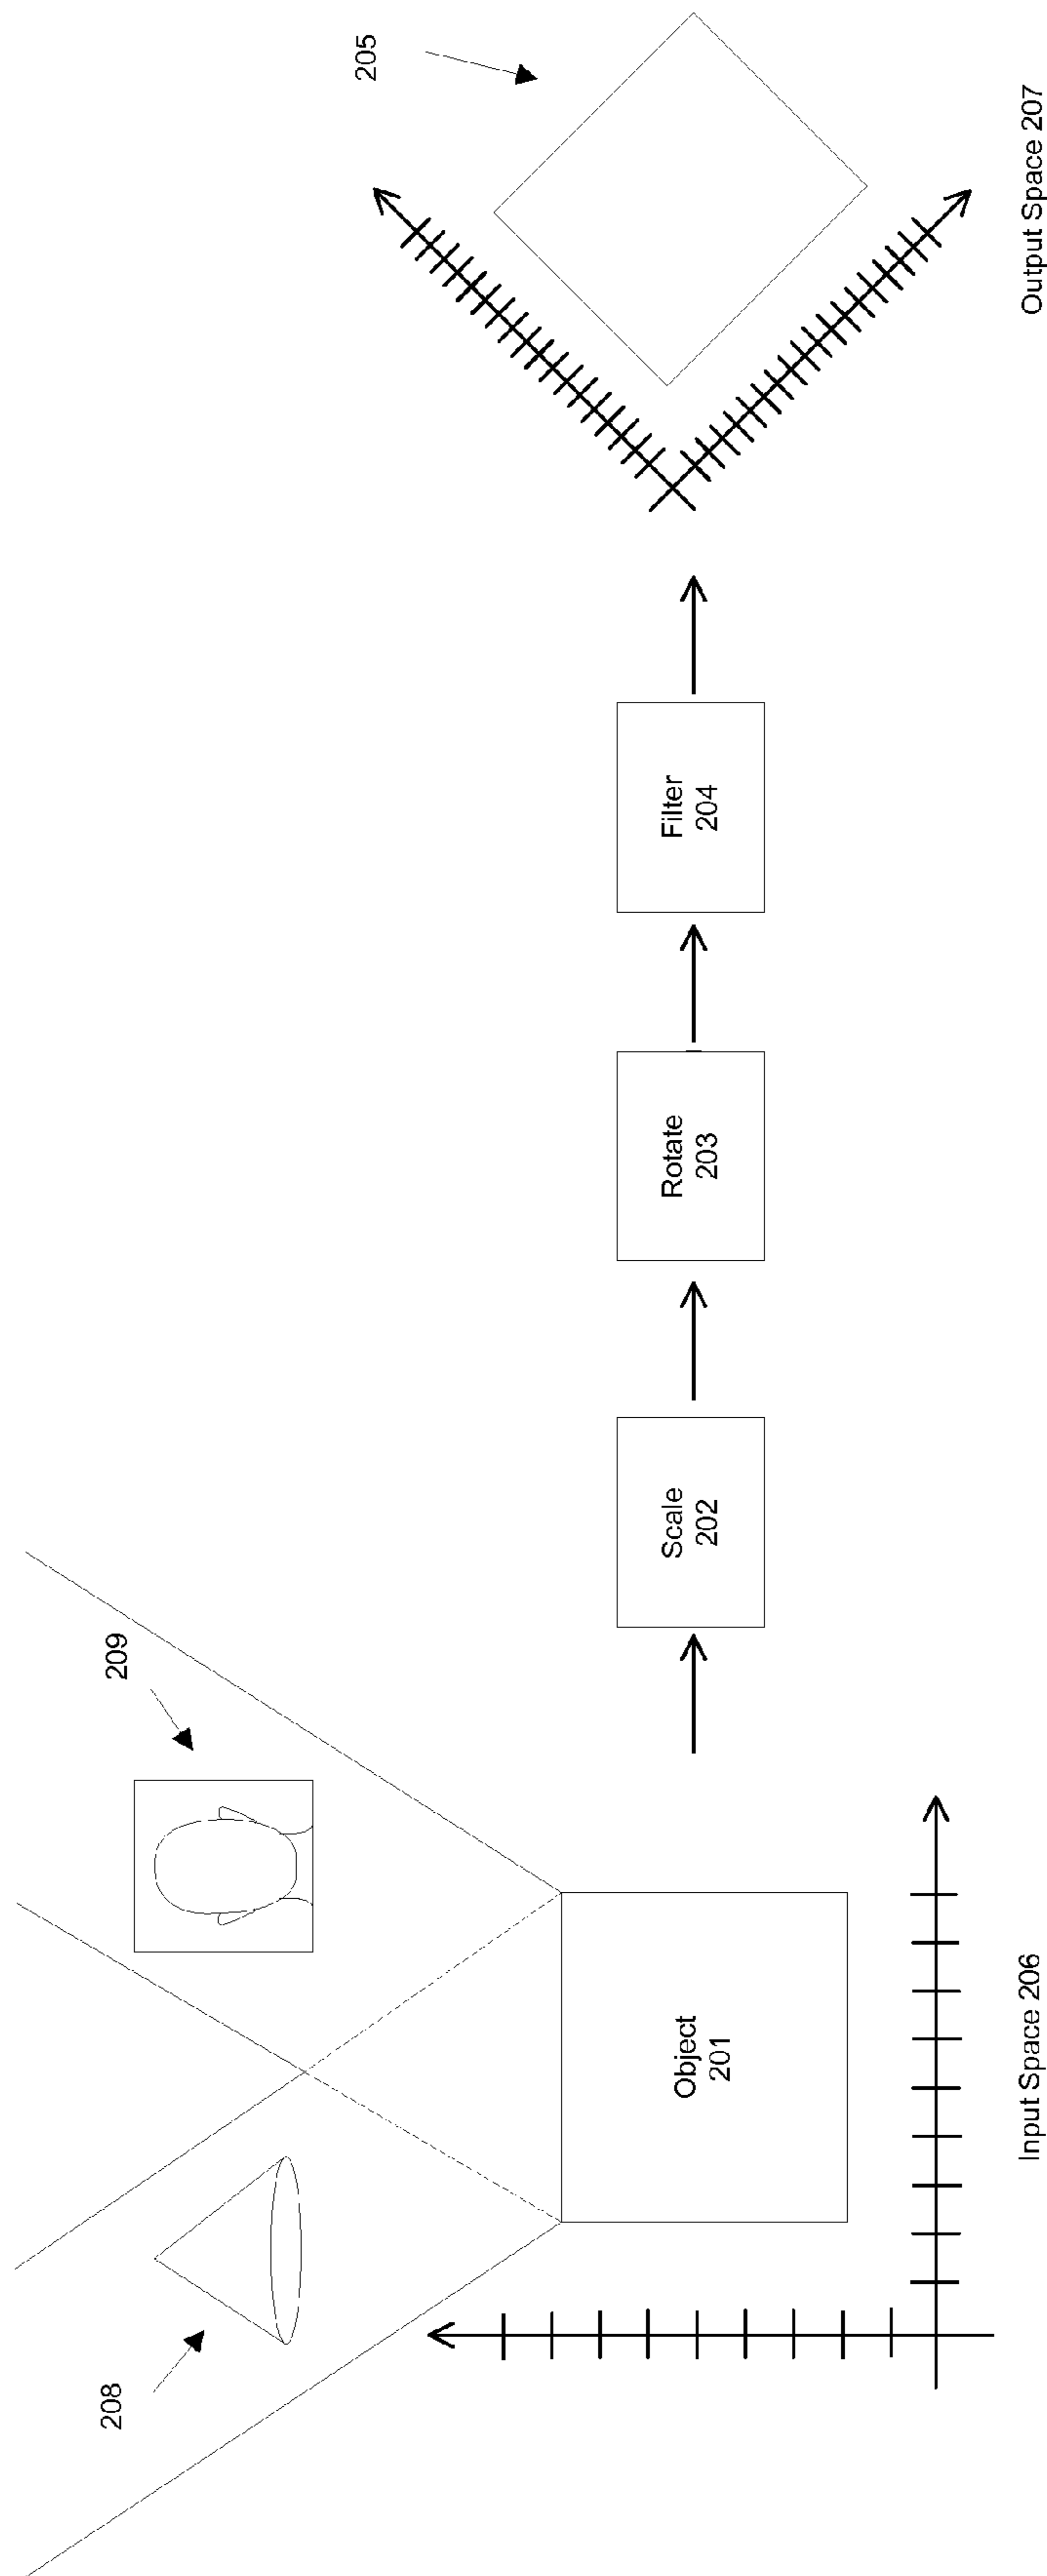 208
209
205
Object
201
Scale
202
Rotate
203
Filter
204
Input Space 206
Output Space 207